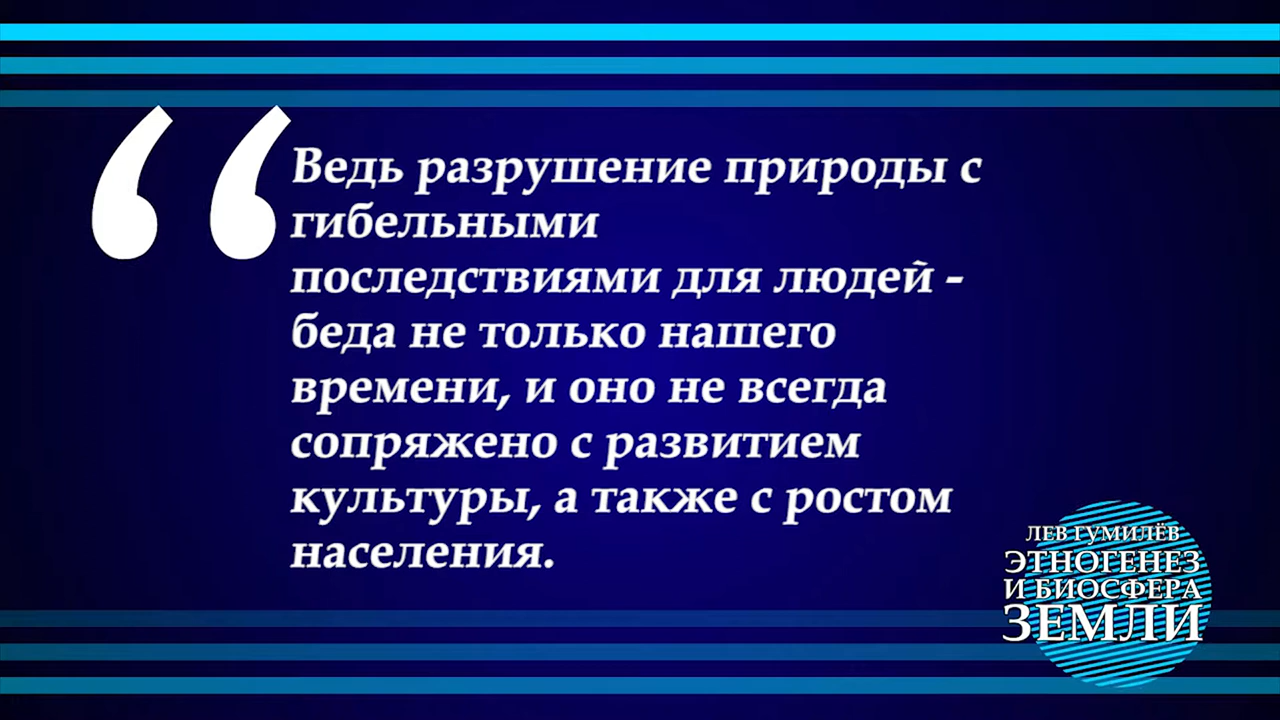 Ведь разрушение природы с
гибельными
последствиями для людей -
беда не только нашего
времени, и оно не всегда
сопряжено с развитием
культуры, а также с ростом
населения.
ЛЕВ ГУМИЛЁВ
ЭТНОГЕНЕЗ
И БИОСФЕРА
ЗЕМЛИ